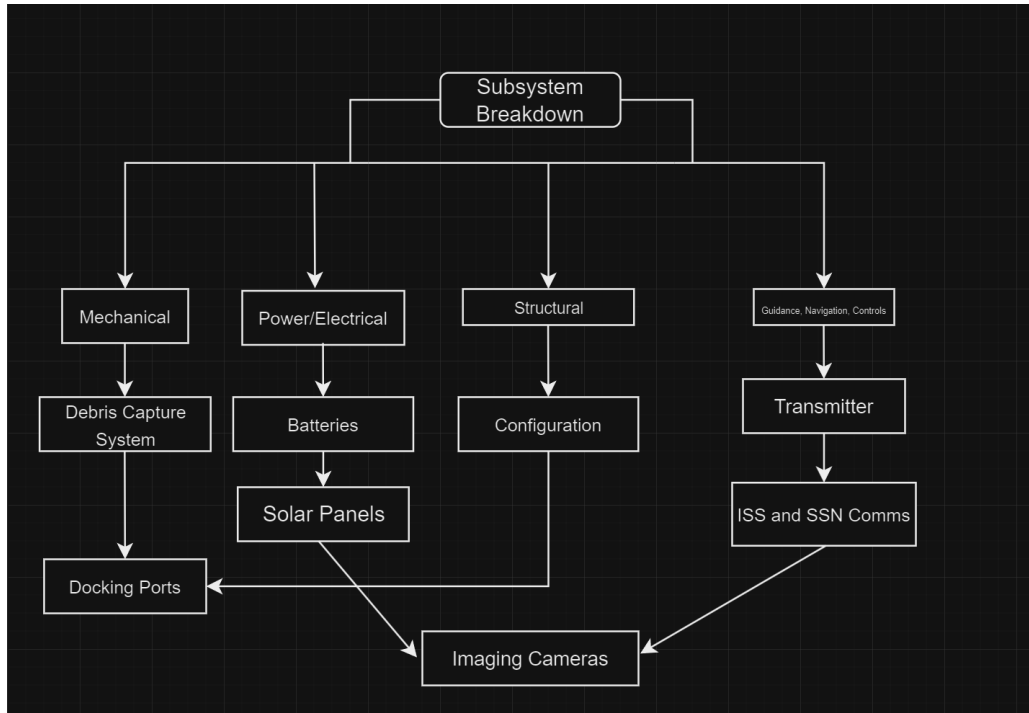 Subsystem
Breakdown
Mechanical
Power/Electrical
Structural
Guidance, Navigation, Controls
Debris Capture
System
Batteries
Configuration
Transmitter
Solar Panels
ISS and SSN Comms
Docking Ports
Imaging Cameras